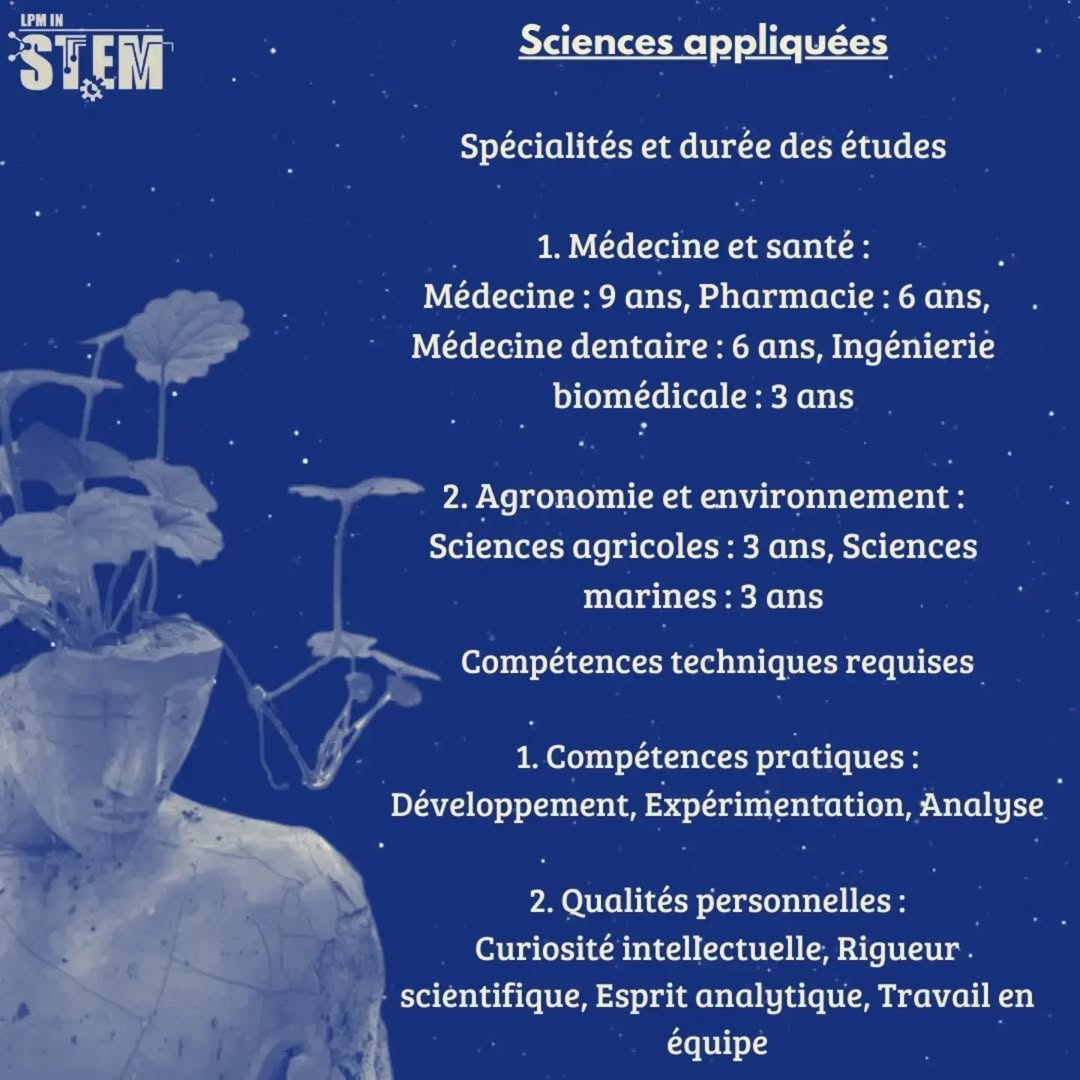 LPM IN
STEM
Sciences appliquées
Spécialités et durée des études
1. Médecine et santé :
Médecine : 9 ans, Pharmacie : 6 ans,
Médecine dentaire : 6 ans, Ingénierie
biomédicale : 3 ans
2. Agronomie et environnement :
Sciences agricoles : 3 ans, Sciences
marines : 3 ans
Compétences techniques requises
1. Compétences pratiques :
Développement, Expérimentation, Analyse
2. Qualités personnelles :
Curiosité intellectuelle, Rigueur
scientifique, Esprit analytique, Travail en
équipe